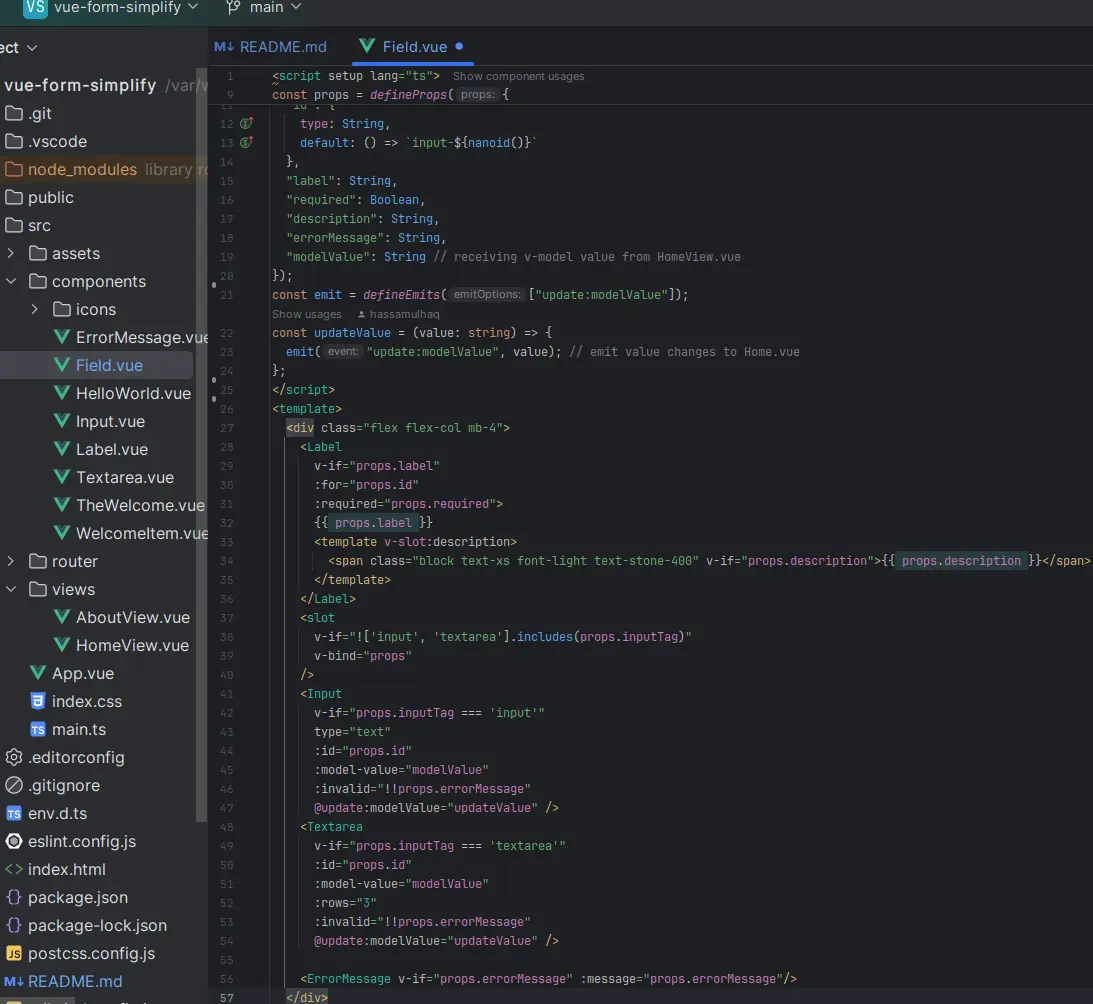 VS vue-form-simplify main
ect
README.md Field.vue
vue-form-simplify /var/w
.git
.vscode
node_modules library ro
public
src
assets
components
icons
ErrorMessage.vue
Field.vue
HelloWorld.vue
Input.vue
Label.vue
Textarea.vue
TheWelcome.vue
WelcomeItem.vue
router
views
AboutView.vue
HomeView.vue
App.vue
index.css
TS main.ts
.editorconfig
.gitignore
TS env.d.ts
eslint.config.js
<> index.html
{} package.json
{} package-lock.json
JS postcss.config.js
M↓ README.md
1 <script setup lang="ts"> Show component usages
9 const props = defineProps( props: {
11 "id": {
12 type: String,
13 default: () => `input-${nanoid()}`
14 },
15 "label": String,
16 "required": Boolean,
17 "description": String,
18 "errorMessage": String,
19 "modelValue": String // receiving v-model value from HomeView.vue
20 });
21 const emit = defineEmits( emitOptions: ["update:modelValue"]);
Show usages hassamulhaq
22 const updateValue = (value: string) => {
23 emit( event: "update:modelValue", value); // emit value changes to Home.vue
24 };
25 </script>
26 <template>
27 <div class="flex flex-col mb-4">
28 <Label
29 v-if="props.label"
30 :for="props.id"
31 :required="props.required">
32 {{ props.label }}
33 <template v-slot:description>
34 <span class="block text-xs font-light text-stone-400" v-if="props.description">{{ props.description }}</span>
35 </template>
36 </Label>
37 <slot
38 v-if="!['input', 'textarea'].includes(props.inputTag)"
39 v-bind="props"
40 />
41 <Input
42 v-if="props.inputTag === 'input'"
43 type="text"
44 :id="props.id"
45 :model-value="modelValue"
46 :invalid="!!props.errorMessage"
47 @update:modelValue="updateValue" />
48 <Textarea
49 v-if="props.inputTag === 'textarea'"
50 :id="props.id"
51 :model-value="modelValue"
52 :rows="3"
53 :invalid="!!props.errorMessage"
54 @update:modelValue="updateValue" />
55
56 <ErrorMessage v-if="props.errorMessage" :message="props.errorMessage"/>
57 </div>